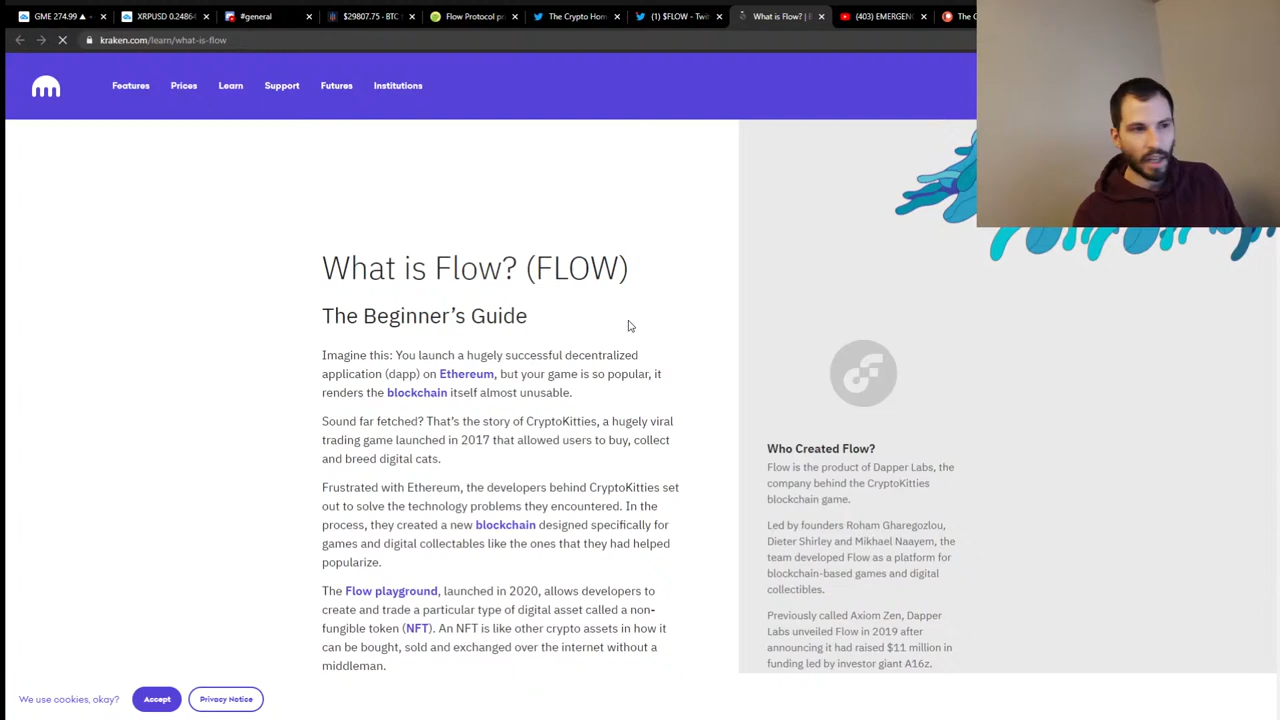 GME 274.99 ▲
XRPUSD 0.24864
#general
$29807.75 - BTC
Flow Protocol p
The Crypto Hom
(1) $FLOW - Twi
What is Flow? |
(403) EMERGEN
The C
kraken.com/learn/what-is-flow
Features Prices Learn Support Futures Institutions
What is Flow? (FLOW)
The Beginner’s Guide
Imagine this: You launch a hugely successful decentralized
application (dapp) on Ethereum, but your game is so popular, it
renders the blockchain itself almost unusable.
Sound far fetched? That’s the story of CryptoKitties, a hugely viral
trading game launched in 2017 that allowed users to buy, collect
and breed digital cats.
Frustrated with Ethereum, the developers behind CryptoKitties set
out to solve the technology problems they encountered. In the
process, they created a new blockchain designed specifically for
games and digital collectables like the ones that they had helped
popularize.
The Flow playground, launched in 2020, allows developers to
create and trade a particular type of digital asset called a non-
fungible token (NFT). An NFT is like other crypto assets in how it
can be bought, sold and exchanged over the internet without a
middleman.
Who Created Flow?
Flow is the product of Dapper Labs, the
company behind the CryptoKitties
blockchain game.
Led by founders Roham Gharegozlou,
Dieter Shirley and Mikhael Naayem, the
team developed Flow as a platform for
blockchain-based games and digital
collectibles.
Previously called Axiom Zen, Dapper
Labs unveiled Flow in 2019 after
announcing it had raised $11 million in
funding led by investor giant A16z.
We use cookies, okay? Accept Privacy Notice